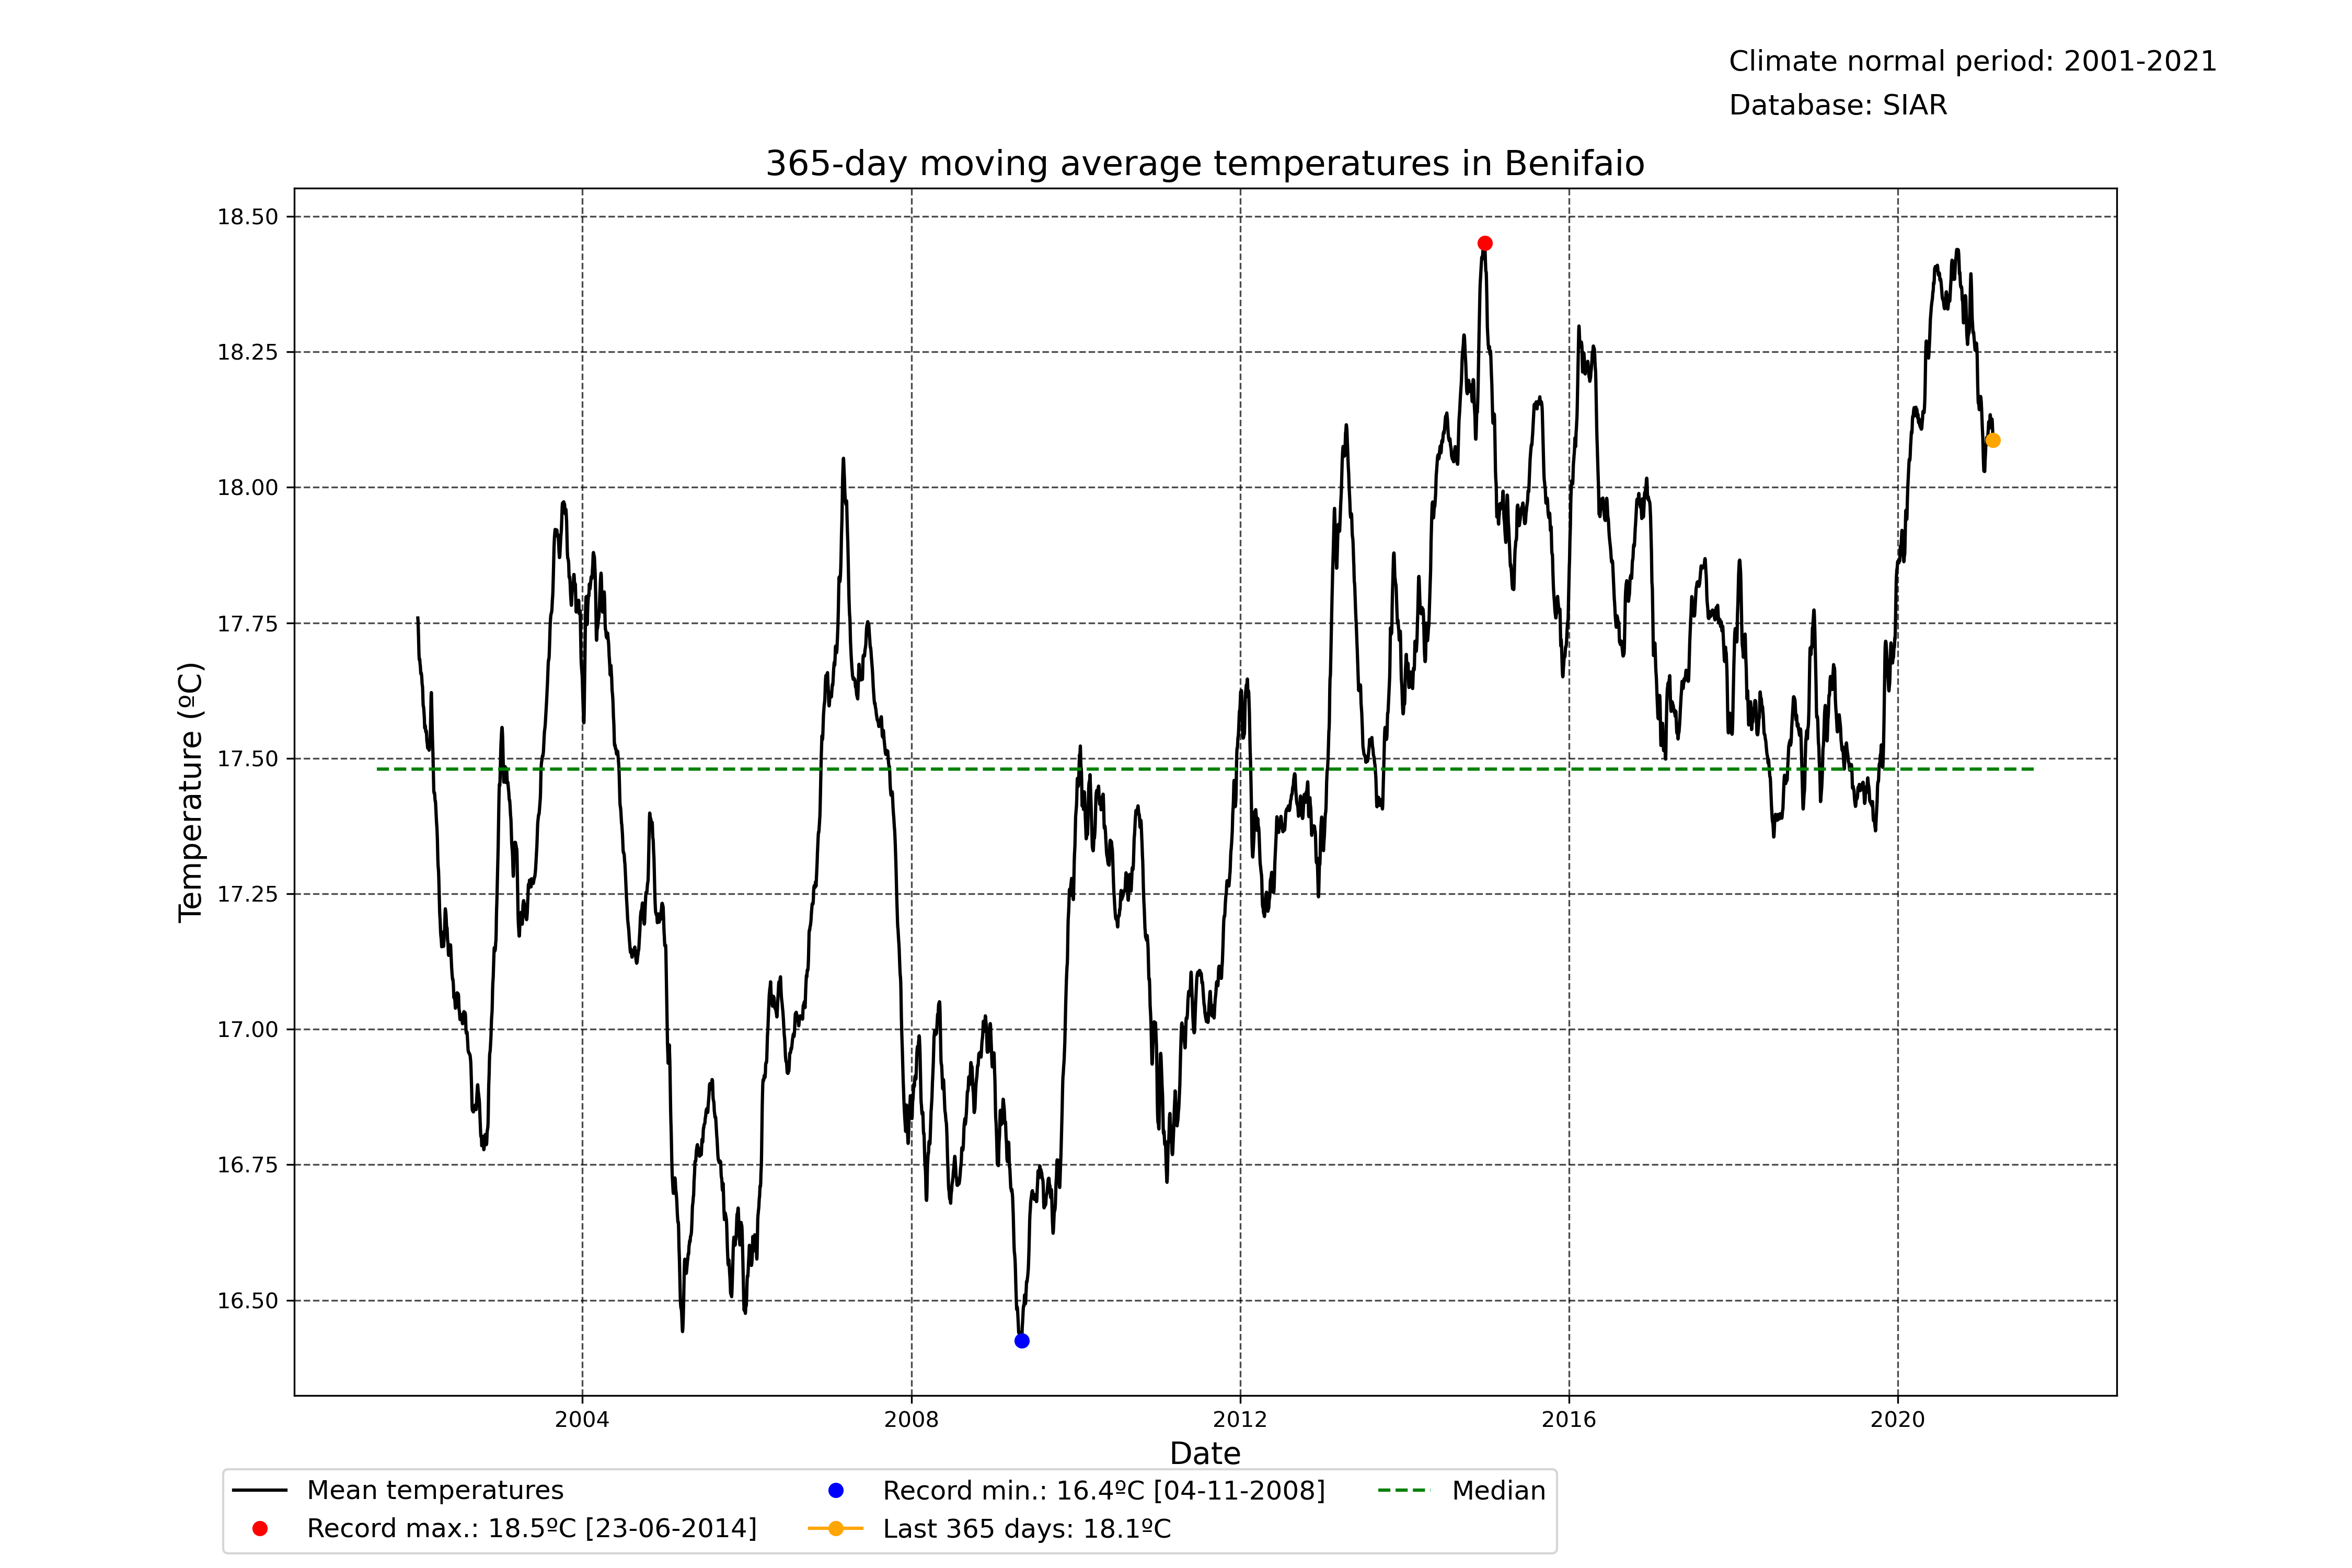 Climate normal period: 2001-2021
Database: SIAR
365-day moving average temperatures in Benifaio
18.50
18.25
18.00
17.75
17.50
17.25
17.00
16.75
16.50
Temperature (ºC)
2004 2008 2012 2016 2020
Date
Mean temperatures
Record max.: 18.5ºC [23-06-2014]
Record min.: 16.4ºC [04-11-2008]
Last 365 days: 18.1ºC
Median